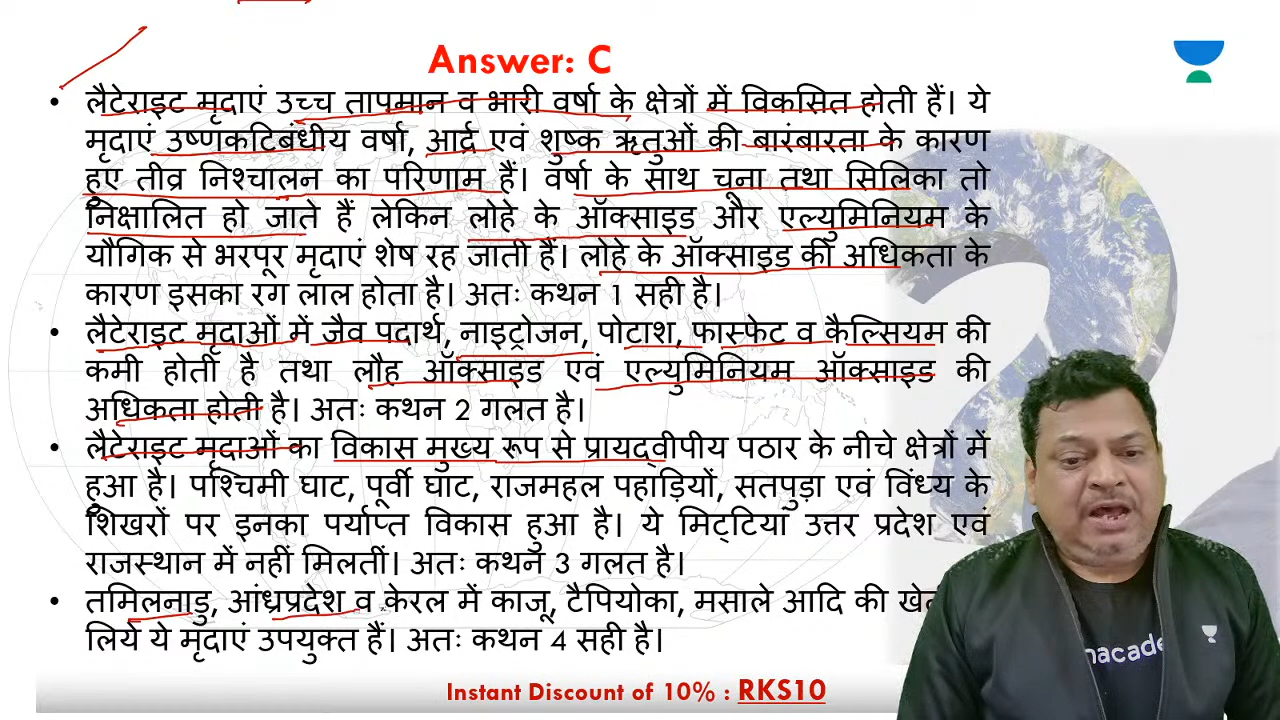 Answer: C
• लैटेराइट मृदाएं उच्च तापमान व भारी वर्षा के क्षेत्रों में विकसित होती हैं। ये
मृदाएं उष्णकटिबंधीय वर्षा, आर्द्र एवं शुष्क ऋतुओं की बारंबारता के कारण
हुए तीव्र निश्चालन का परिणाम हैं। वर्षा के साथ चूना तथा सिलिका तो
निक्षालित हो जाते हैं लेकिन लोहे के ऑक्साइड और एल्युमिनियम के
यौगिक से भरपूर मृदाएं शेष रह जाती हैं। लोहे के ऑक्साइड की अधिकता के
कारण इसका रंग लाल होता है। अतः कथन 1 सही है।
• लैटेराइट मृदाओं में जैव पदार्थ, नाइट्रोजन, पोटाश, फास्फेट व कैल्सियम की
कमी होती है तथा लौह ऑक्साइड एवं एल्युमिनियम ऑक्साइड की
अधिकता होती है। अतः कथन 2 गलत है।
• लैटेराइट मृदाओं का विकास मुख्य रूप से प्रायद्वीपीय पठार के नीचे क्षेत्रों में
हुआ है। पश्चिमी घाट, पूर्वी घाट, राजमहल पहाड़ियों, सतपुड़ा एवं विंध्य के
शिखरों पर इनका पर्याप्त विकास हुआ है। ये मिट्टियां उत्तर प्रदेश एवं
राजस्थान में नहीं मिलतीं। अतः कथन 3 गलत है।
• तमिलनाडु, आंध्रप्रदेश व केरल में काजू, टैपियोका, मसाले आदि की
लिये ये मृदाएं उपयुक्त हैं। अतः कथन 4 सही है।
Instant Discount of 10% : RKS10